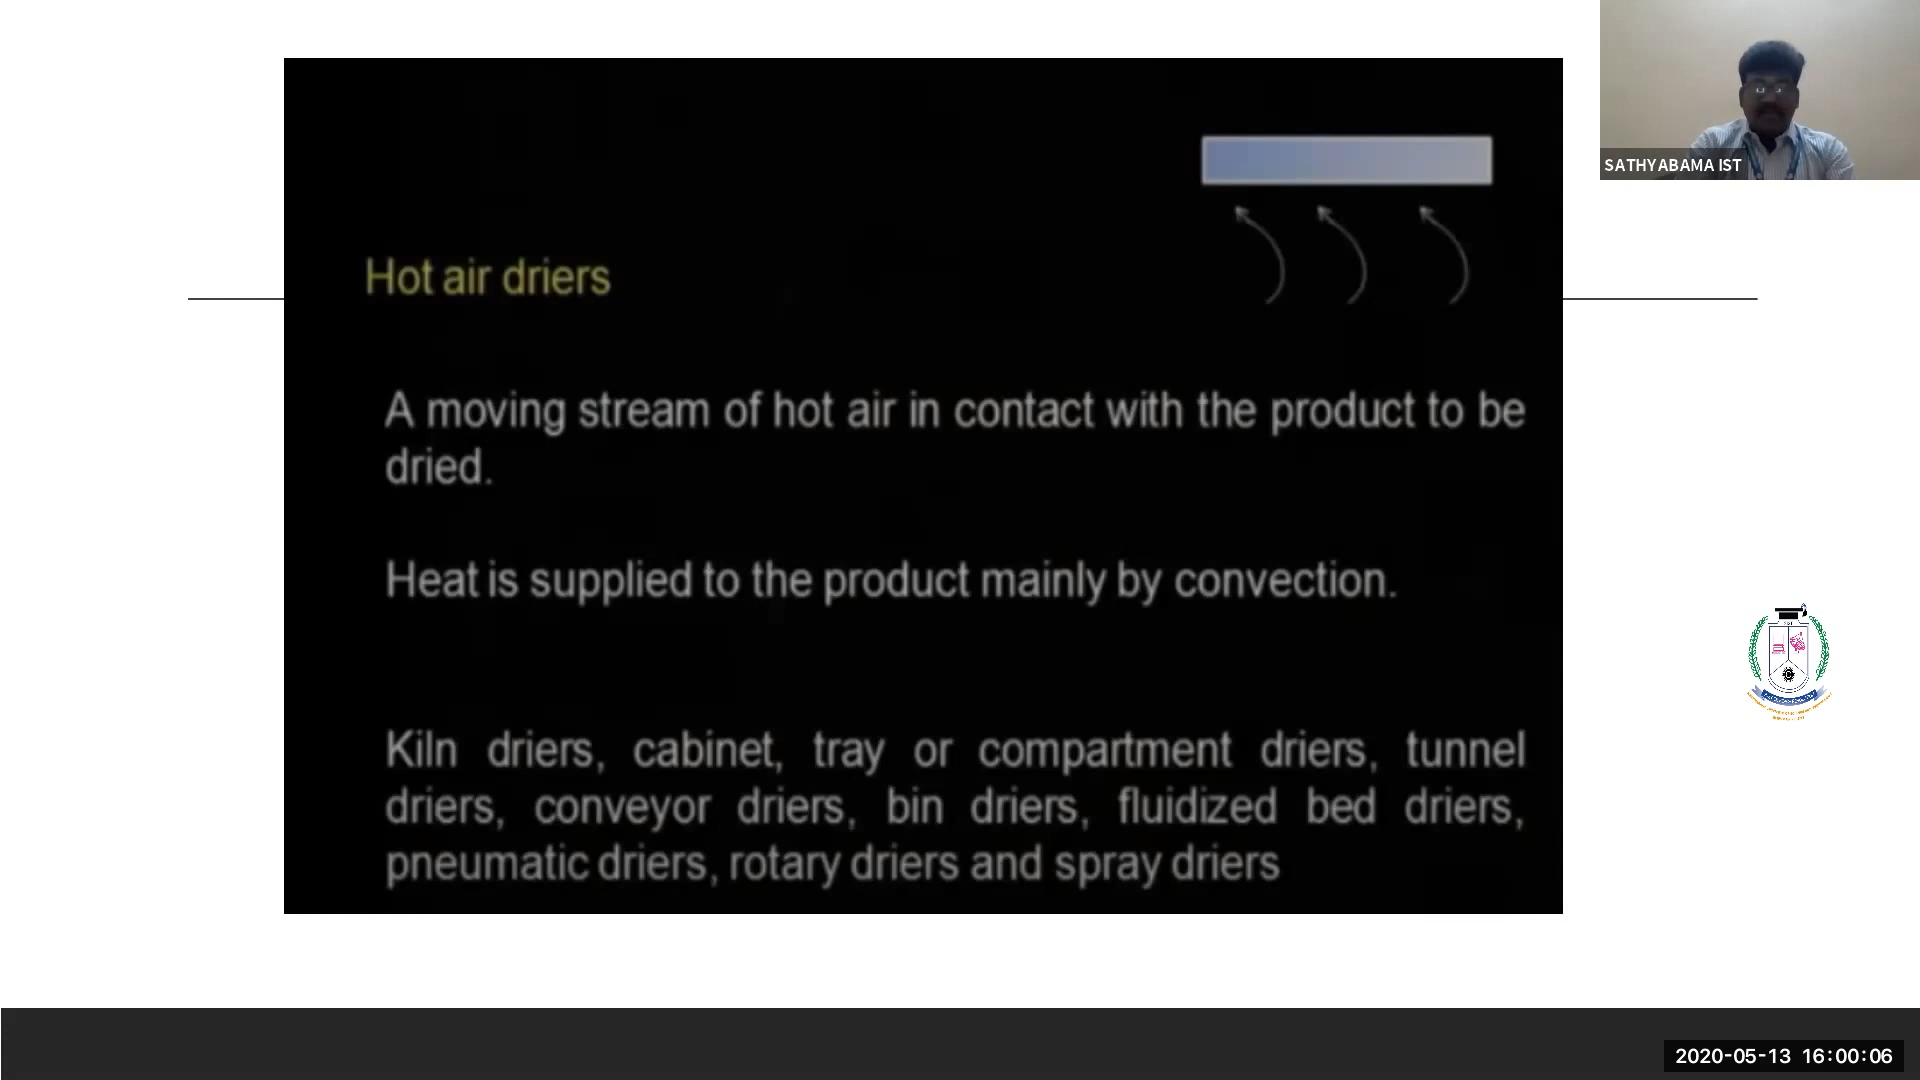 SATHYABAMA IST
Hot air driers
A moving stream of hot air in contact with the product to be
dried.
Heat is supplied to the product mainly by convection.
Kiln driers, cabinet, tray or compartment driers, tunnel
driers, conveyor driers, bin driers, fluidized bed driers,
pneumatic driers, rotary driers and spray driers
2020-05-13 16:00:06